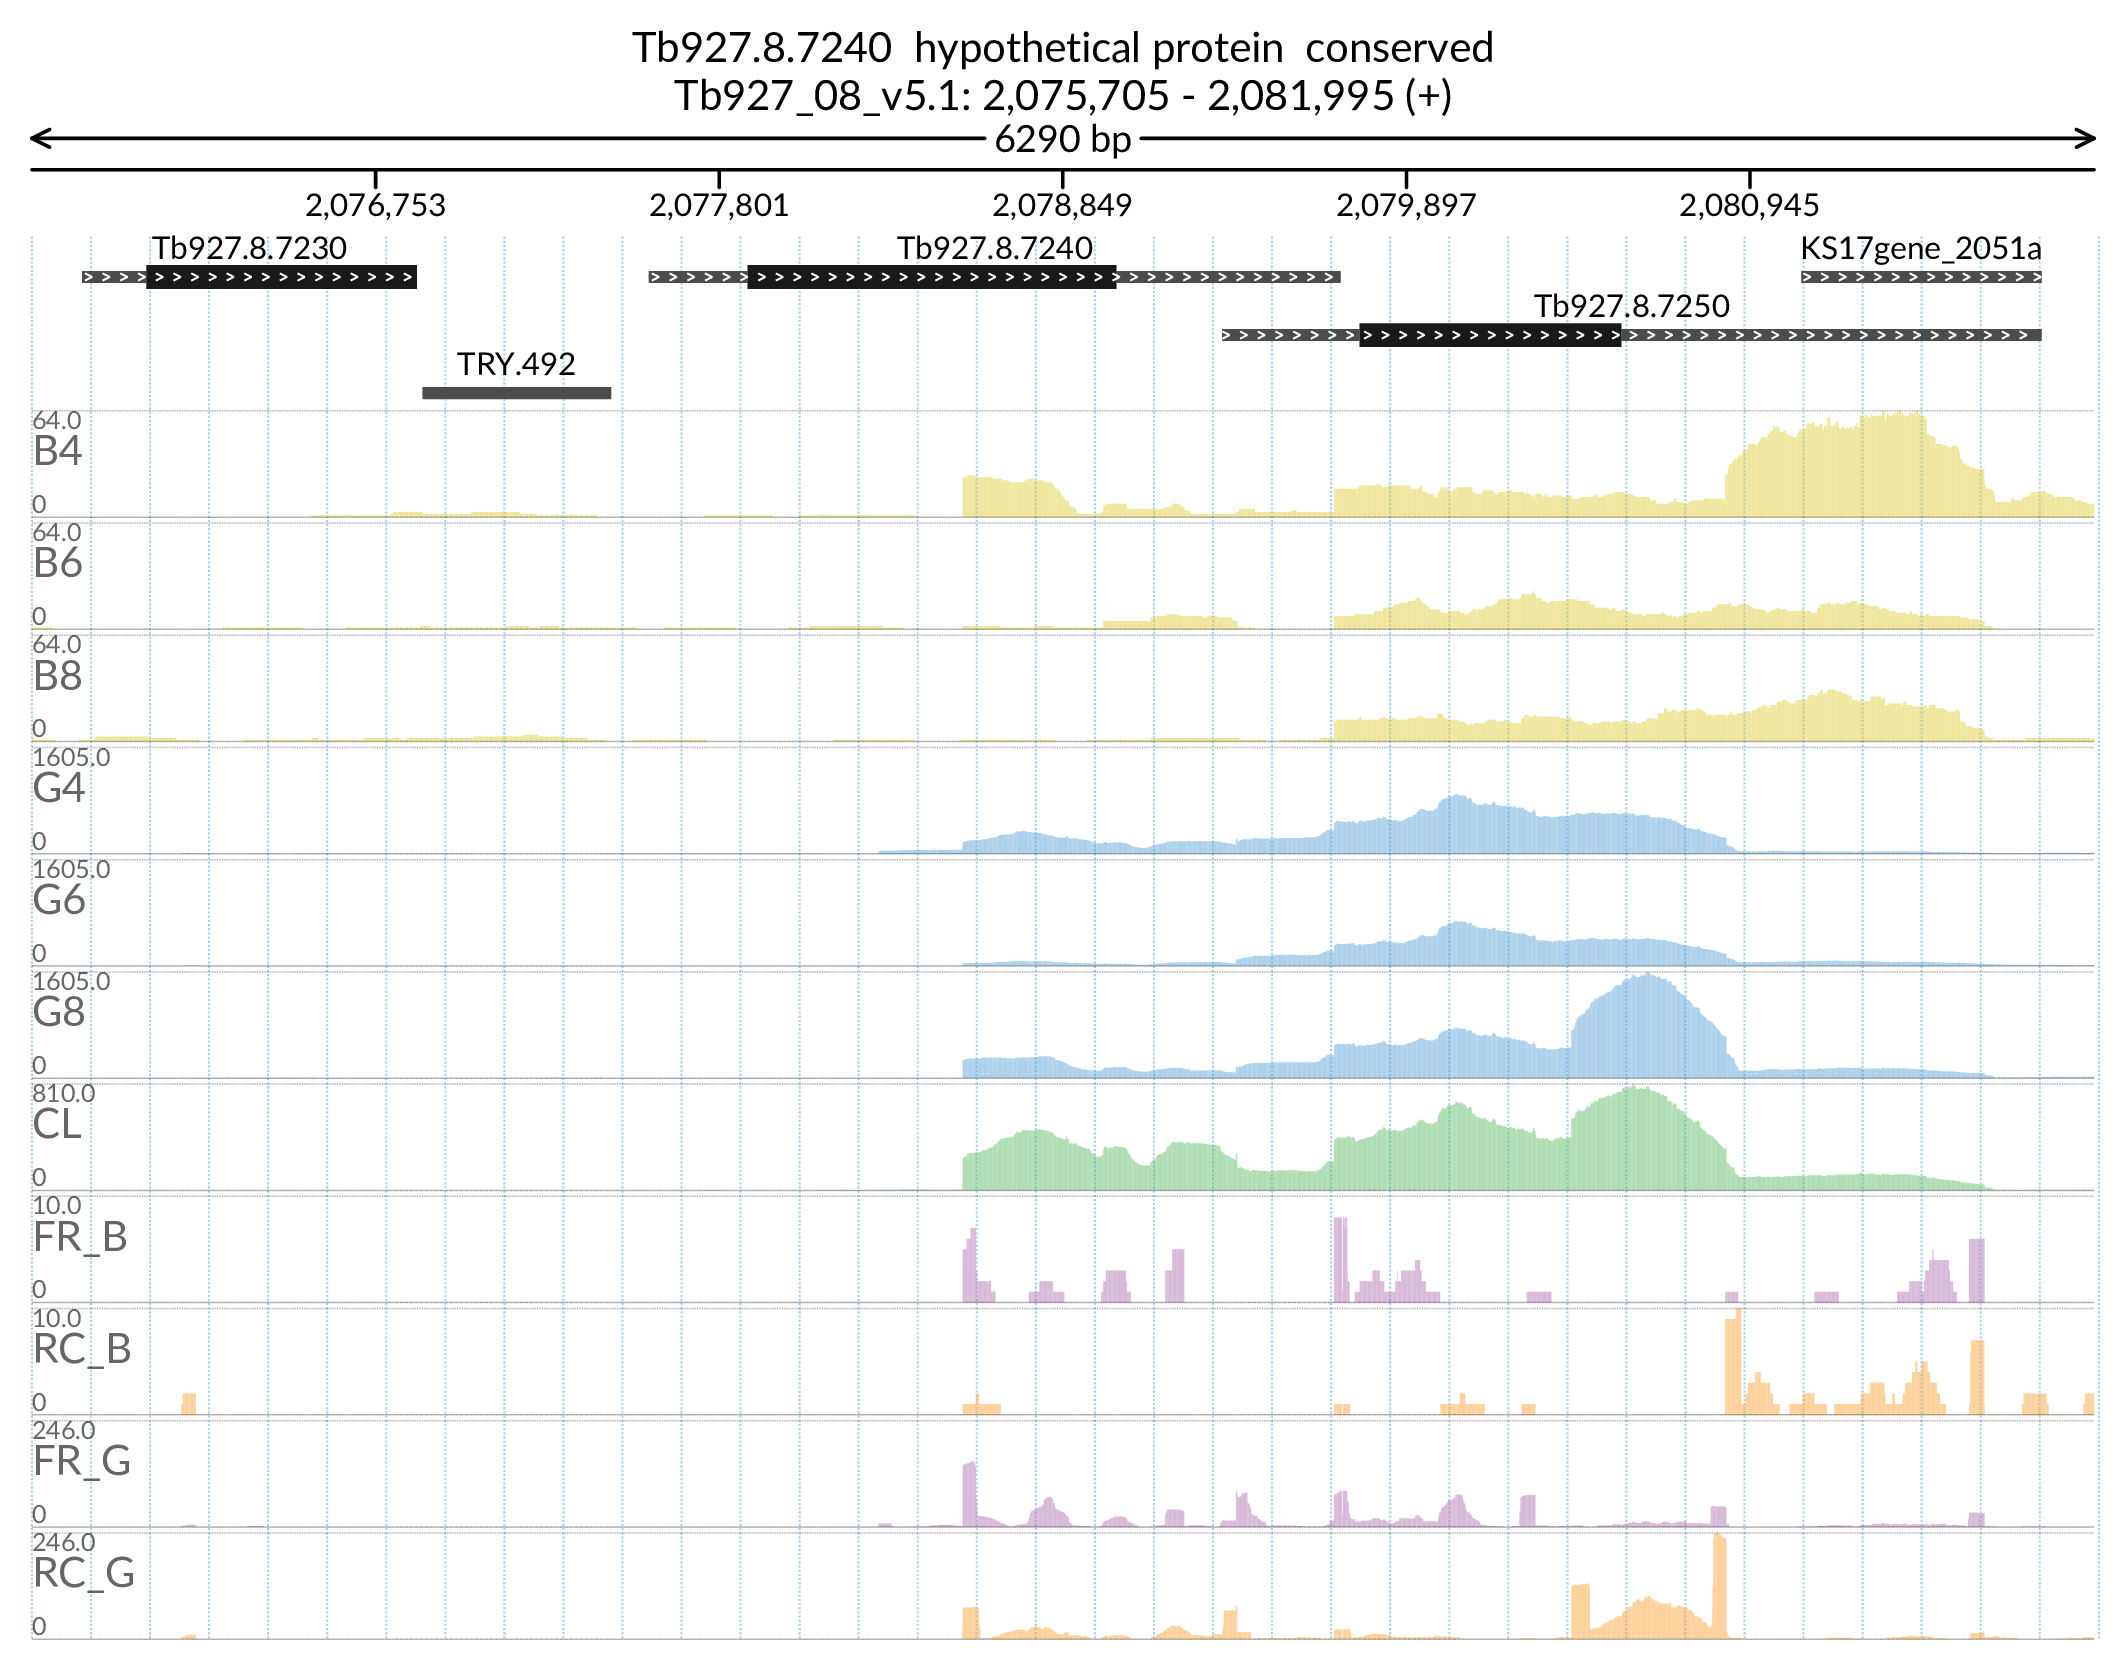 Tb927.8.7240  hypothetical protein  conserved
Tb927_08_v5.1: 2,075,705 - 2,081,995 (+)
6290 bp
2,076,753 2,077,801 2,078,849 2,079,897 2,080,945
Tb927.8.7230 Tb927.8.7240 KS17gene_2051a
Tb927.8.7250
TRY.492
64.0
B4
0
64.0
B6
0
64.0
B8
0
1605.0
G4
0
1605.0
G6
0
1605.0
G8
0
810.0
CL
0
10.0
FR_B
0
10.0
RC_B
0
246.0
FR_G
0
246.0
RC_G
0